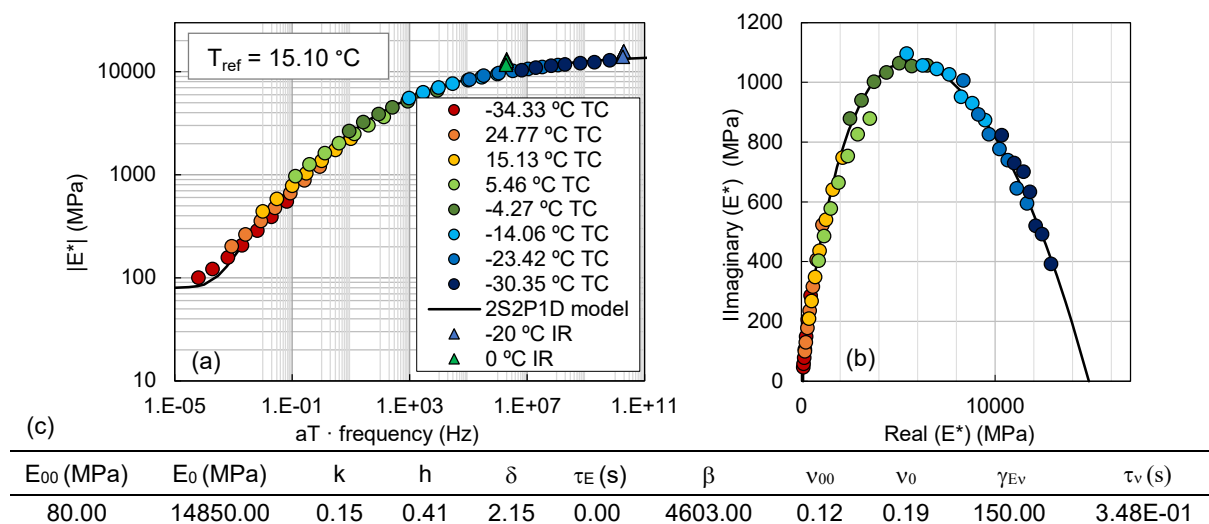 T_ref = 15.10 °C
|E*| (MPa)
10000
1000
100
10
-34.33 ºC TC
24.77 ºC TC
15.13 ºC TC
5.46 ºC TC
-4.27 ºC TC
-14.06 ºC TC
-23.42 ºC TC
-30.35 ºC TC
2S2P1D model
-20 ºC IR
0 ºC IR
(a)
1.E-05 1.E-01 1.E+03 1.E+07 1.E+11
aT · frequency (Hz)
IImaginary (E*) (MPa)
1200
1000
800
600
400
200
0
(b)
0 10000
Real (E*) (MPa)
(c)
E00 (MPa) E0 (MPa) k h δ τE (s) β ν00 ν0 γEν τν (s)
80.00 14850.00 0.15 0.41 2.15 0.00 4603.00 0.12 0.19 150.00 3.48E-01